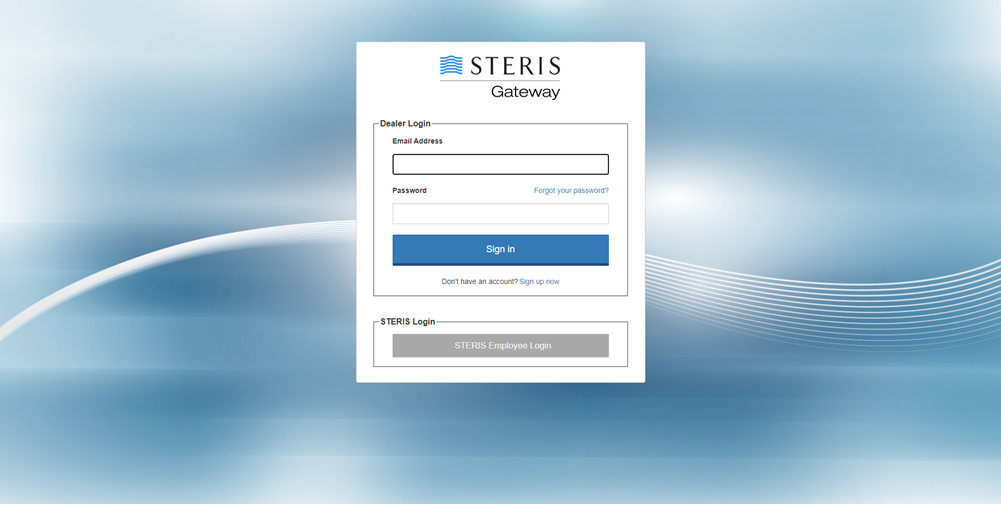 STERIS
Gateway
Dealer Login
Email Address
Password Forgot your password?
Sign in
Don't have an account? Sign up now
STERIS Login
STERIS Employee Login